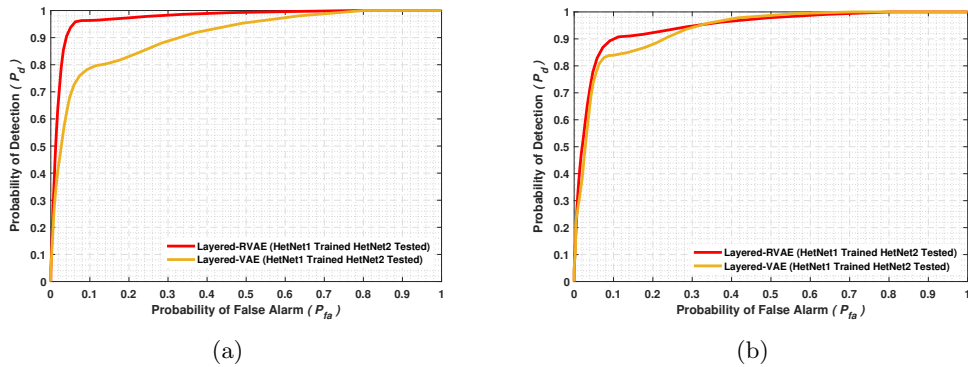 1
0.9
0.8
0.7
0.6
0.5
0.4
0.3
0.2
0.1
0
Probability of Detection ( P_d )
Layered-RVAE (HetNet1 Trained HetNet2 Tested)
Layered-VAE (HetNet1 Trained HetNet2 Tested)
0 0.1 0.2 0.3 0.4 0.5 0.6 0.7 0.8 0.9 1
Probability of False Alarm ( P_fa )
(a)
1
0.9
0.8
0.7
0.6
0.5
0.4
0.3
0.2
0.1
0
Probability of Detection ( P_d )
Layered-RVAE (HetNet1 Trained HetNet2 Tested)
Layered-VAE (HetNet1 Trained HetNet2 Tested)
0 0.1 0.2 0.3 0.4 0.5 0.6 0.7 0.8 0.9 1
Probability of False Alarm ( P_fa )
(b)